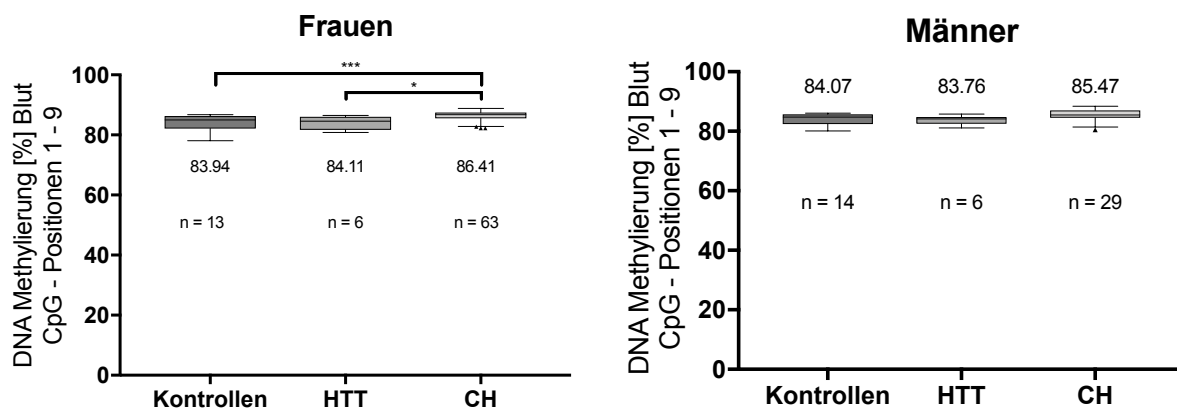 Frauen
DNA Methylierung [%] Blut
CpG - Positionen 1 - 9
100
80
60
40
20
0
***
*
83.94
84.11
86.41
n = 13
n = 6
n = 63
Kontrollen
HTT
CH
Männer
DNA Methylierung [%] Blut
CpG - Positionen 1 - 9
100
80
60
40
20
0
84.07
83.76
85.47
n = 14
n = 6
n = 29
Kontrollen
HTT
CH